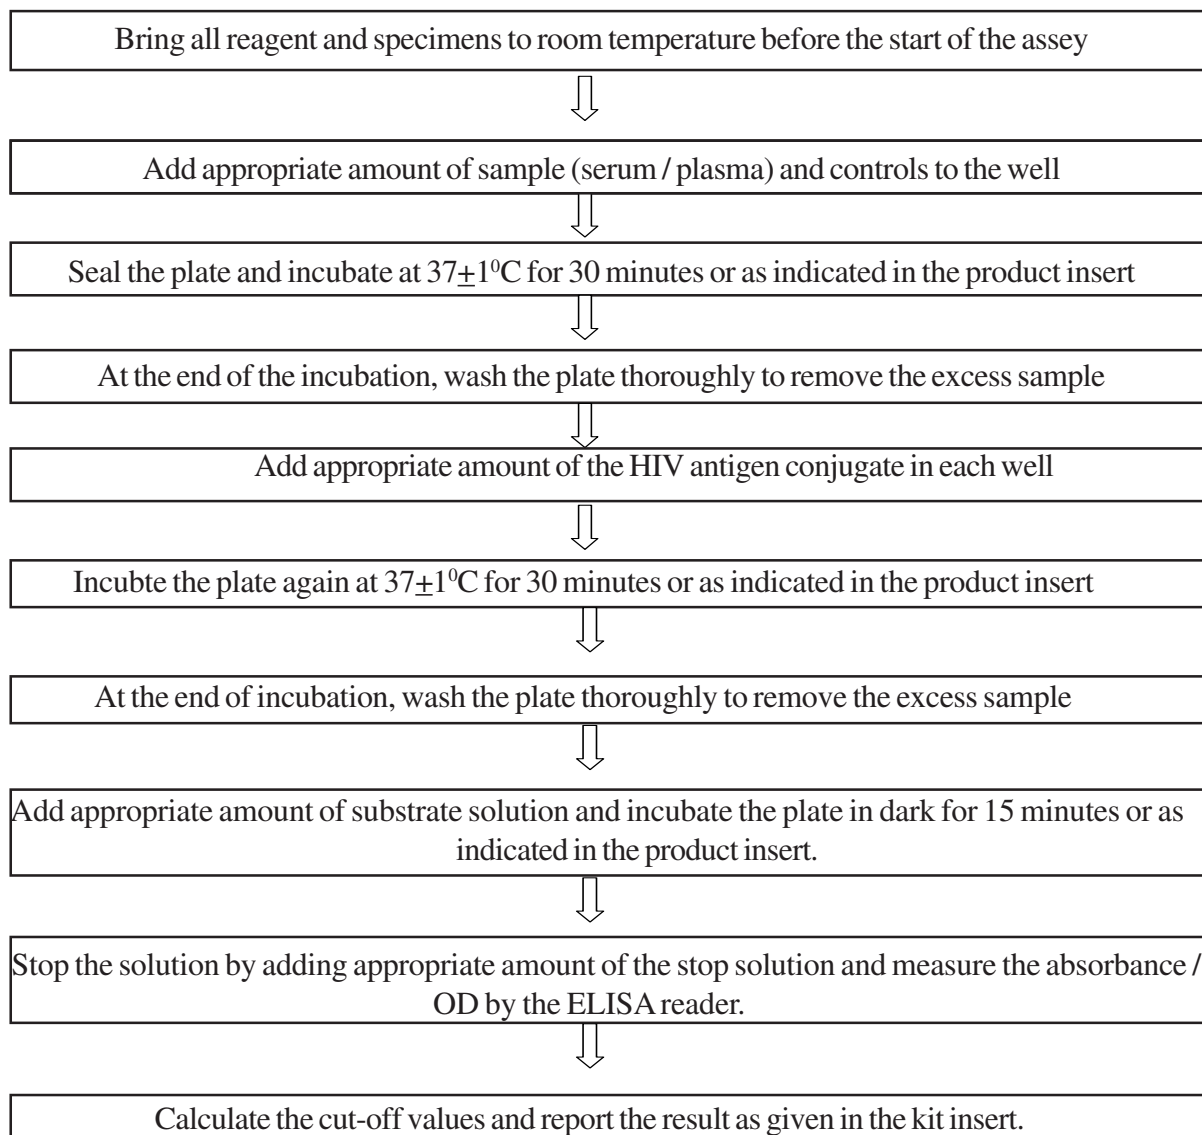 Bring all reagent and specimens to room temperature before the start of the assey
Add appropriate amount of sample (serum / plasma) and controls to the well
Seal the plate and incubate at 37±1⁰C for 30 minutes or as indicated in the product insert
At the end of the incubation, wash the plate thoroughly to remove the excess sample
Add appropriate amount of the HIV antigen conjugate in each well
Incubte the plate again at 37±1⁰C for 30 minutes or as indicated in the product insert
At the end of incubation, wash the plate thoroughly to remove the excess sample
Add appropriate amount of substrate solution and incubate the plate in dark for 15 minutes or as
indicated in the product insert.
Stop the solution by adding appropriate amount of the stop solution and measure the absorbance /
OD by the ELISA reader.
Calculate the cut-off values and report the result as given in the kit insert.